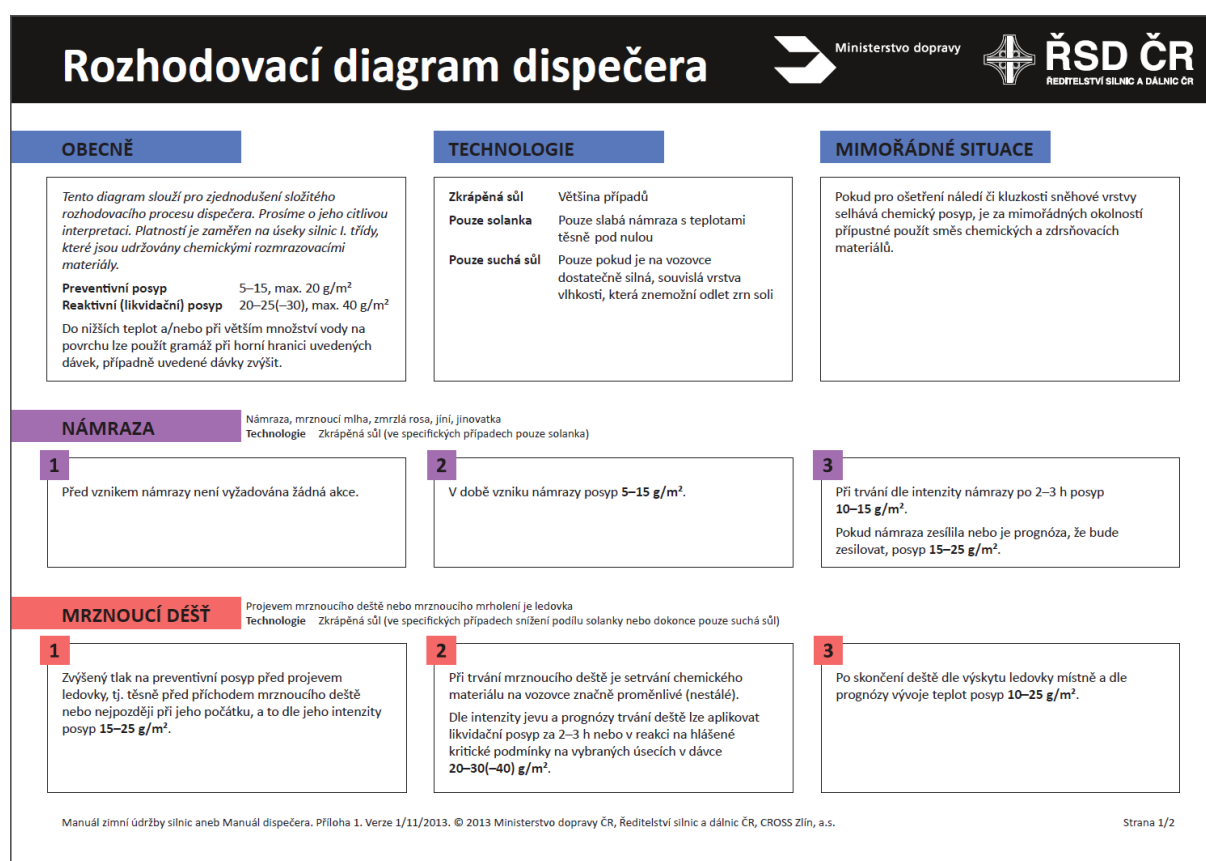 Rozhodovací diagram dispečera
Ministerstvo dopravy
ŘSD ČR
ŘEDITELSTVÍ SILNIC A DÁLNIC ČR
OBECNĚ
Tento diagram slouží pro zjednodušení složitého
rozhodovacího procesu dispečera. Prosíme o jeho citlivou
interpretaci. Platností je zaměřen na úseky silnic I. třídy,
které jsou udržovány chemickými rozmrazovacími
materiály.
Preventivní posyp 5–15, max. 20 g/m²
Reaktivní (likvidační) posyp 20–25(–30), max. 40 g/m²
Do nižších teplot a/nebo při větším množství vody na
povrchu lze použít gramáž při horní hranici uvedených
dávek, případně uvedené dávky zvýšit.
TECHNOLOGIE
Zkrápěná sůl Většina případů
Pouze solanka Pouze slabá námraza s teplotami
těsně pod nulou
Pouze suchá sůl Pouze pokud je na vozovce
dostatečně silná, souvislá vrstva
vlhkosti, která znemožní odlet zrn soli
MIMOŘÁDNÉ SITUACE
Pokud pro ošetření náledí či kluzkosti sněhové vrstvy
selhává chemický posyp, je za mimořádných okolností
přípustné použít směs chemických a zdrsňovacích
materiálů.
NÁMRAZA
Námraza, mrznoucí mlha, zmrzlá rosa, jíní, jinovatka
Technologie Zkrápěná sůl (ve specifických případech pouze solanka)
1
Před vznikem námrazy není vyžadována žádná akce.
2
V době vzniku námrazy posyp 5–15 g/m².
3
Při trvání dle intenzity námrazy po 2–3 h posyp
10–15 g/m².
Pokud námraza zesílila nebo je prognóza, že bude
zesilovat, posyp 15–25 g/m².
MRZNOUCÍ DÉŠŤ
Projevem mrznoucího deště nebo mrznoucího mrholení je ledovka
Technologie Zkrápěná sůl (ve specifických případech snížení podílu solanky nebo dokonce pouze suchá sůl)
1
Zvýšený tlak na preventivní posyp před projevem
ledovky, tj. těsně před příchodem mrznoucího deště
nebo nejpozději při jeho počátku, a to dle jeho intenzity
posyp 15–25 g/m².
2
Při trvání mrznoucího deště je setrvání chemického
materiálu na vozovce značně proměnlivé (nestálé).
Dle intenzity jevu a prognózy trvání deště lze aplikovat
likvidační posyp za 2–3 h nebo v reakci na hlášené
kritické podmínky na vybraných úsecích v dávce
20–30(–40) g/m².
3
Po skončení deště dle výskytu ledovky místně a dle
prognózy vývoje teplot posyp 10–25 g/m².
Manuál zimní údržby silnic aneb Manuál dispečera. Příloha 1. Verze 1/11/2013. © 2013 Ministerstvo dopravy ČR, Ředitelství silnic a dálnic ČR, CROSS Zlín, a.s.
Strana 1/2